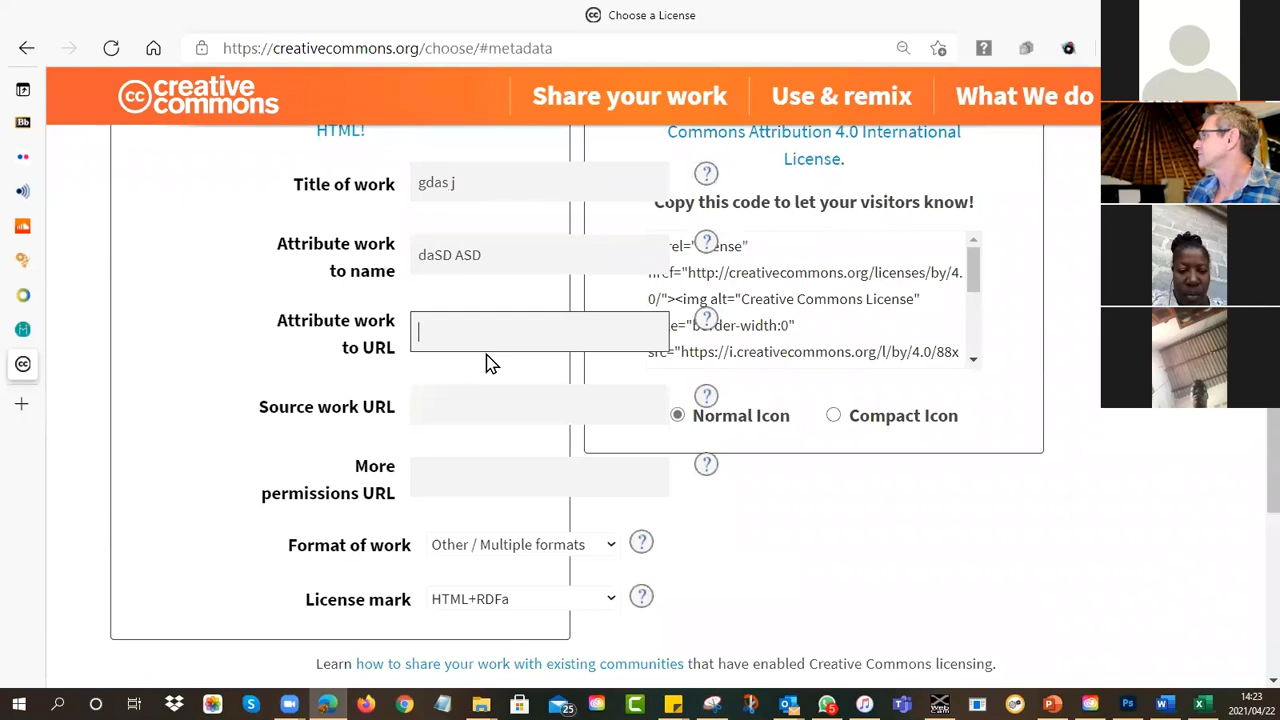 Choose a License
https://creativecommons.org/choose/#metadata
creative
commons
Share your work
Use & remix
What We do
HTML!
Title of work
gdas j
Attribute work
to name
daSD ASD
Attribute work
to URL
Source work URL
More
permissions URL
Format of work
Other / Multiple formats
License mark
HTML+RDFa
Commons Attribution 4.0 International
License.
Copy this code to let your visitors know!
href="http://creativecommons.org/licenses/by/4.
0/"><img alt="Creative Commons License"
src="https://i.creativecommons.org/l/by/4.0/88x
Normal Icon
Compact Icon
Learn how to share your work with existing communities that have enabled Creative Commons licensing.
14:23
2021/04/22